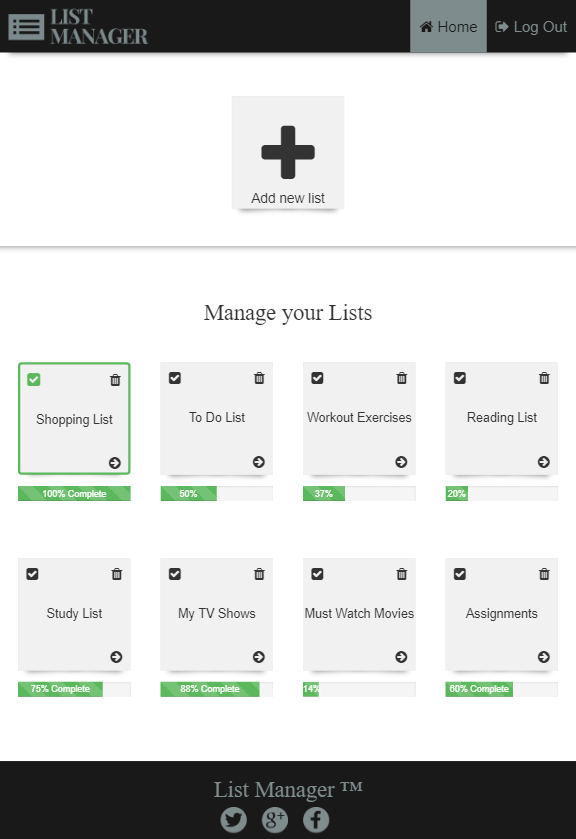 LIST
MANAGER
Home
Log Out
Add new list
Manage your Lists
Shopping List
To Do List
Workout Exercises
Reading List
100% Complete
50%
37%
20%
Study List
My TV Shows
Must Watch Movies
Assignments
75% Complete
88% Complete
14%
60% Complete
List Manager ™